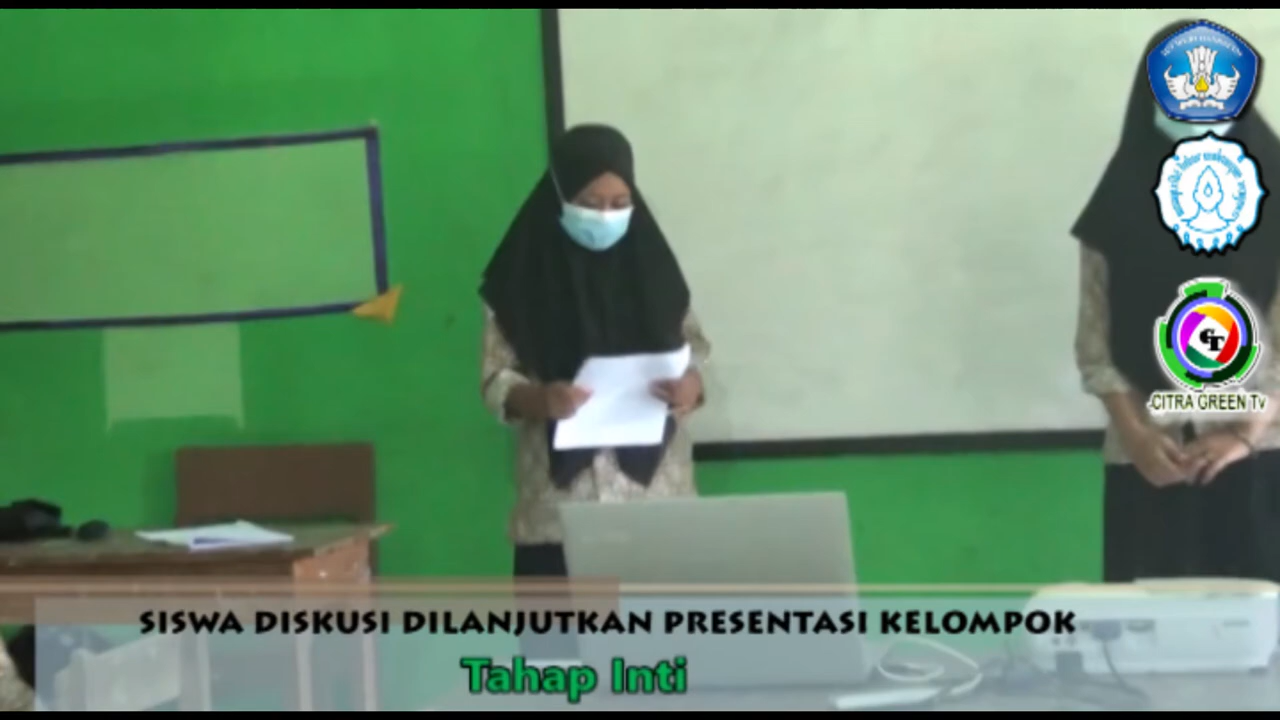 CITRA GREEN Tv
SISWA DISKUSI DILANJUTKAN PRESENTASI KELOMPOK
Tahap Inti